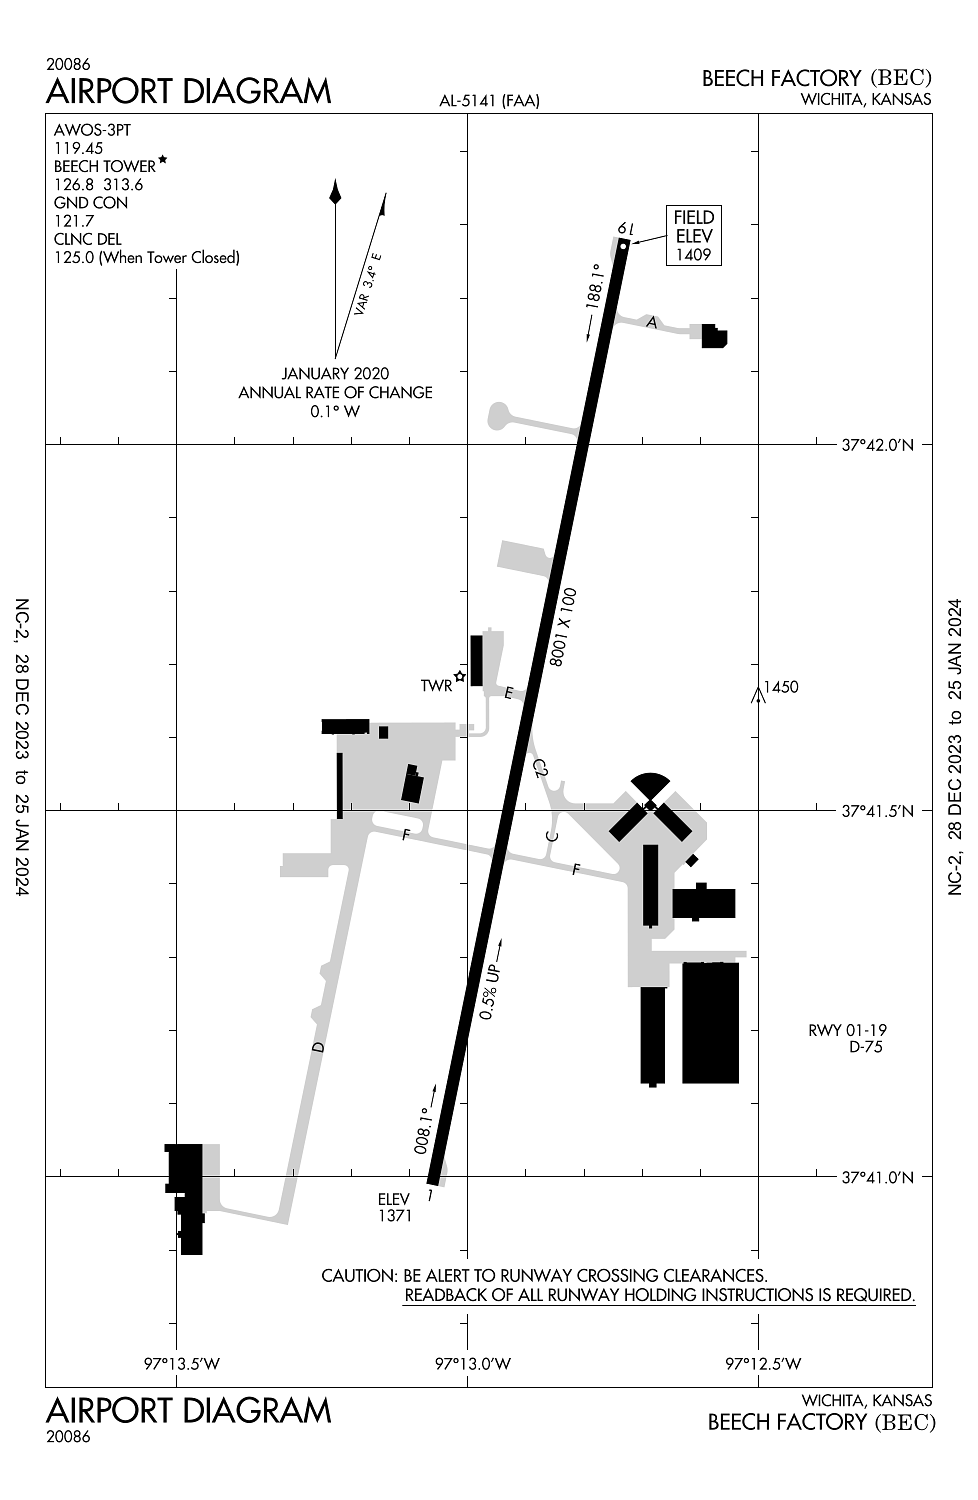 20086
AIRPORT DIAGRAM
AL-5141 (FAA)
BEECH FACTORY (BEC)
WICHITA, KANSAS
AWOS-3PT
119.45
BEECH TOWER
126.8 313.6
GND CON
121.7
CLNC DEL
125.0 (When Tower Closed)
VAR 3.4° E
JANUARY 2020
ANNUAL RATE OF CHANGE
0.1° W
19
FIELD
ELEV
1409
188.1°
A
37°42.0'N
8001 X 100
TWR
E
1450
C2
37°41.5'N
F
C
F
0.5% UP
D
RWY 01-19
D-75
008.1°
37°41.0'N
1
ELEV
1371
CAUTION: BE ALERT TO RUNWAY CROSSING CLEARANCES.
READBACK OF ALL RUNWAY HOLDING INSTRUCTIONS IS REQUIRED.
97°13.5'W
97°13.0'W
97°12.5'W
NC-2, 28 DEC 2023 to 25 JAN 2024
NC-2, 28 DEC 2023 to 25 JAN 2024
AIRPORT DIAGRAM
20086
WICHITA, KANSAS
BEECH FACTORY (BEC)